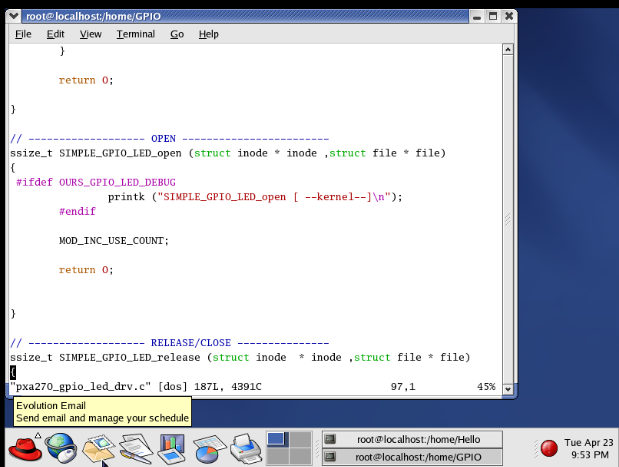 root@localhost:/home/GPIO
File Edit View Terminal Go Help
}
return 0;
}
// ------------------- OPEN ------------------------
ssize_t SIMPLE_GPIO_LED_open (struct inode * inode ,struct file * file)
{
#ifdef OURS_GPIO_LED_DEBUG
printk ("SIMPLE_GPIO_LED_open [ --kernel--]\n");
#endif
MOD_INC_USE_COUNT;
return 0;
}
// ------------------- RELEASE/CLOSE ---------------
ssize_t SIMPLE_GPIO_LED_release (struct inode  * inode ,struct file * file)
{
"pxa270_gpio_led_drv.c" [dos] 187L, 4391C 97,1 45%
Evolution Email
Send email and manage your schedule
root@localhost:/home/Hello
root@localhost:/home/GPIO
Tue Apr 23
9:53 PM